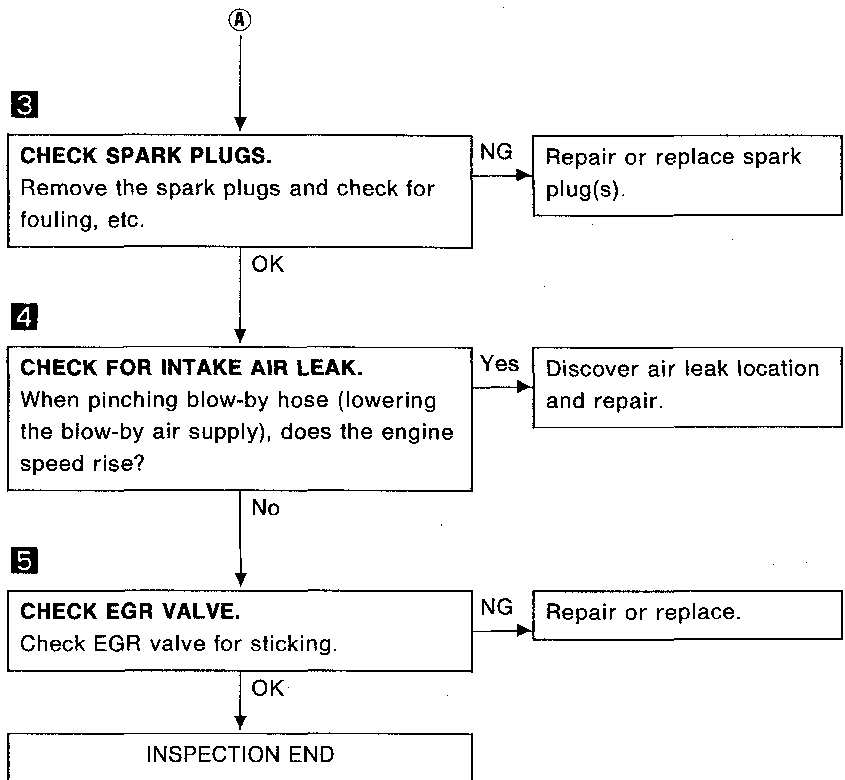 A
3
CHECK SPARK PLUGS.
Remove the spark plugs and check for
fouling, etc.
NG
Repair or replace spark
plug(s).
OK
4
CHECK FOR INTAKE AIR LEAK.
When pinching blow-by hose (lowering
the blow-by air supply), does the engine
speed rise?
Yes
Discover air leak location
and repair.
No
5
CHECK EGR VALVE.
Check EGR valve for sticking.
NG
Repair or replace.
OK
INSPECTION END